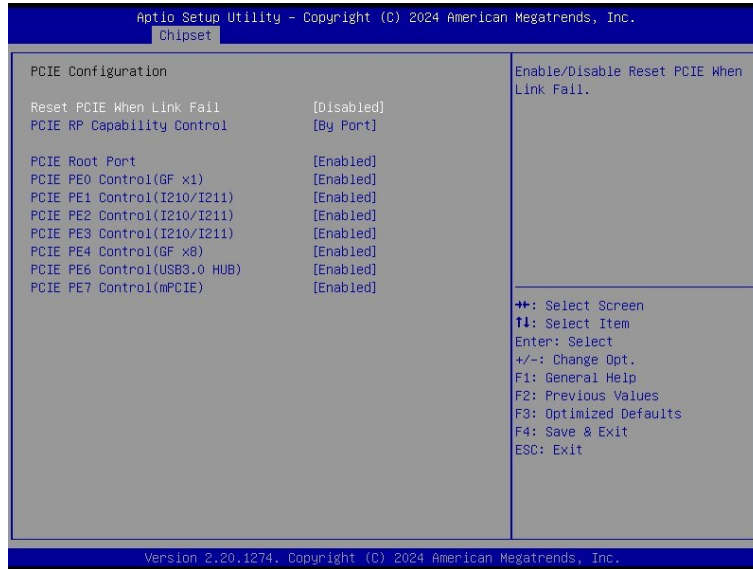 Aptio Setup Utility – Copyright (C) 2024 American Megatrends, Inc.
Chipset
PCIE Configuration
Reset PCIE When Link Fail [Disabled]
PCIE RP Capability Control [By Port]
PCIE Root Port [Enabled]
PCIE PE0 Control(GF x1) [Enabled]
PCIE PE1 Control(I210/I211) [Enabled]
PCIE PE2 Control(I210/I211) [Enabled]
PCIE PE3 Control(I210/I211) [Enabled]
PCIE PE4 Control(GF x8) [Enabled]
PCIE PE6 Control(USB3.0 HUB) [Enabled]
PCIE PE7 Control(mPCIE) [Enabled]
Enable/Disable Reset PCIE When
Link Fail.
→←: Select Screen
↑↓: Select Item
Enter: Select
+/-: Change Opt.
F1: General Help
F2: Previous Values
F3: Optimized Defaults
F4: Save & Exit
ESC: Exit
Version 2.20.1274. Copyright (C) 2024 American Megatrends, Inc.